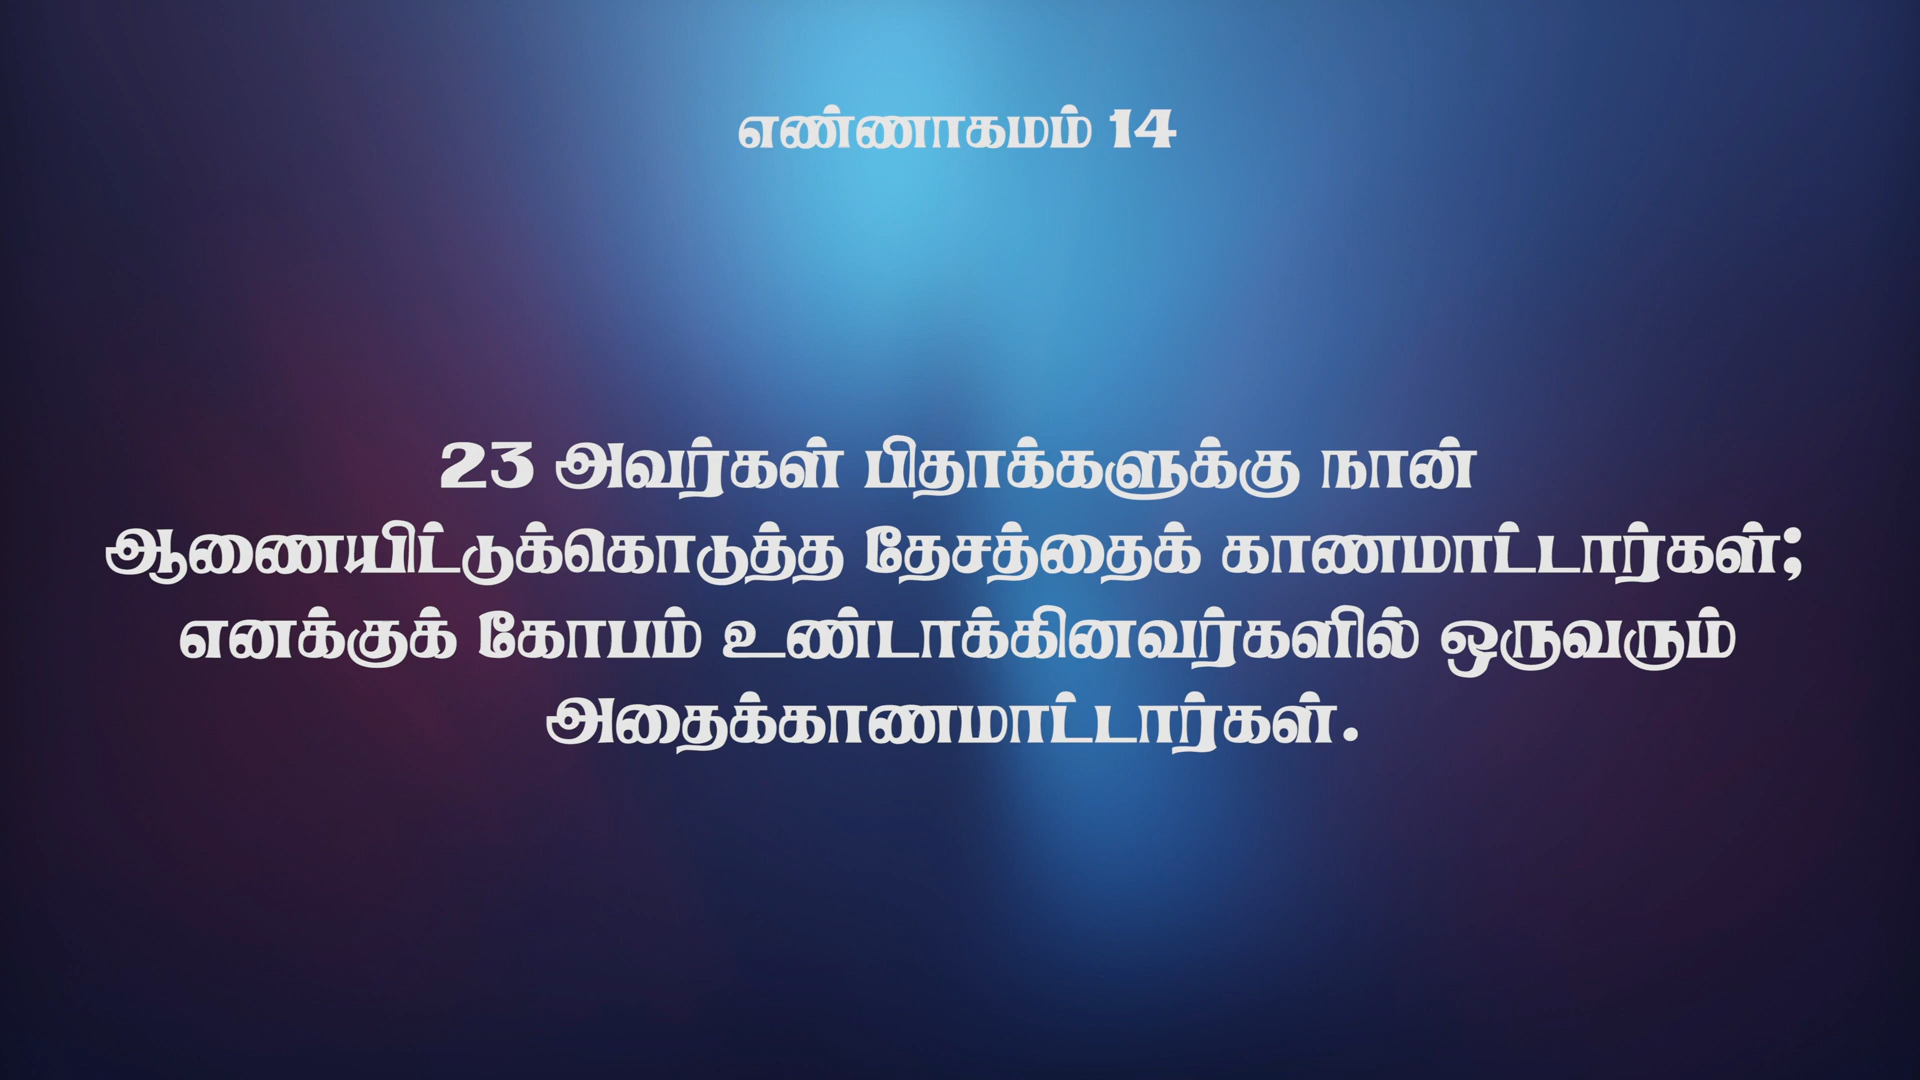 எண்ணாகமம் 14
23 அவர்கள் பிதாக்களுக்கு நான்
ஆணையிட்டுக்கொடுத்த தேசத்தைக் காணமாட்டார்கள்;
எனக்குக் கோபம் உண்டாக்கினவர்களில் ஒருவரும்
அதைக்காணமாட்டார்கள்.